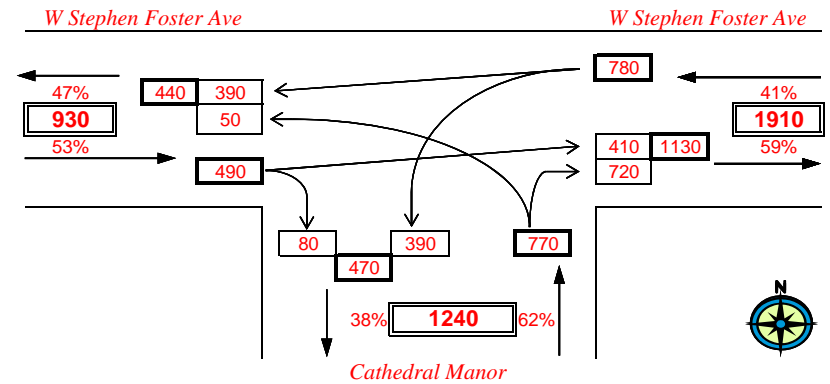 W Stephen Foster Ave W Stephen Foster Ave
780
47% 440 390 41%
930 50 1910
53% 410 1130 59%
490 720
80 390 770
470
N
38% 1240 62%
Cathedral Manor